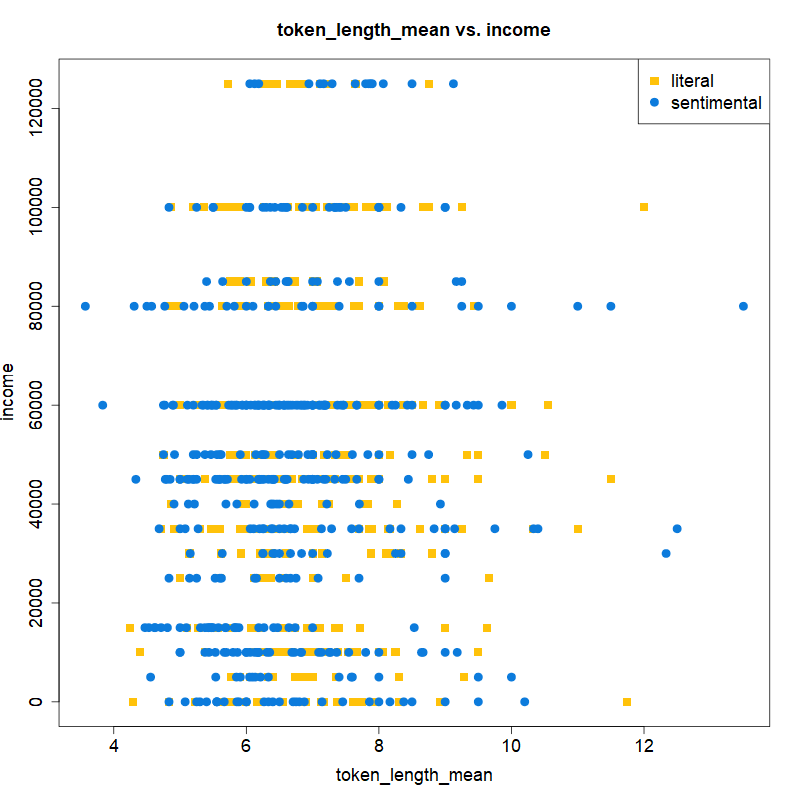 token_length_mean vs. income
literal
sentimental
income
120000
100000
80000
60000
40000
20000
0
4 6 8 10 12
token_length_mean